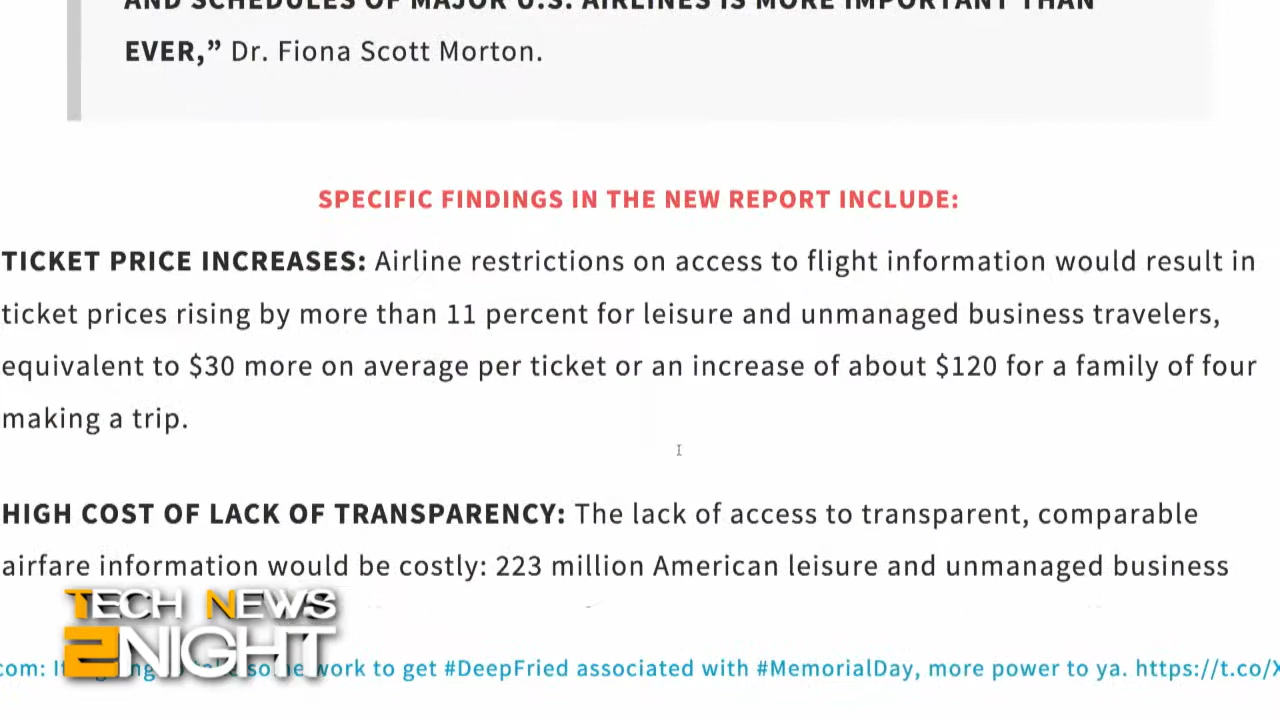 AND SCHEDULES OF MAJOR U.S. AIRLINES IS MORE IMPORTANT THAN
EVER,” Dr. Fiona Scott Morton.
SPECIFIC FINDINGS IN THE NEW REPORT INCLUDE:
TICKET PRICE INCREASES: Airline restrictions on access to flight information would result in
ticket prices rising by more than 11 percent for leisure and unmanaged business travelers,
equivalent to $30 more on average per ticket or an increase of about $120 for a family of four
making a trip.
HIGH COST OF LACK OF TRANSPARENCY: The lack of access to transparent, comparable
airfare information would be costly: 223 million American leisure and unmanaged business
TECH NEWS
2NIGHT
com: work to get #DeepFried associated with #MemorialDay, more power to ya. https://t.co/X